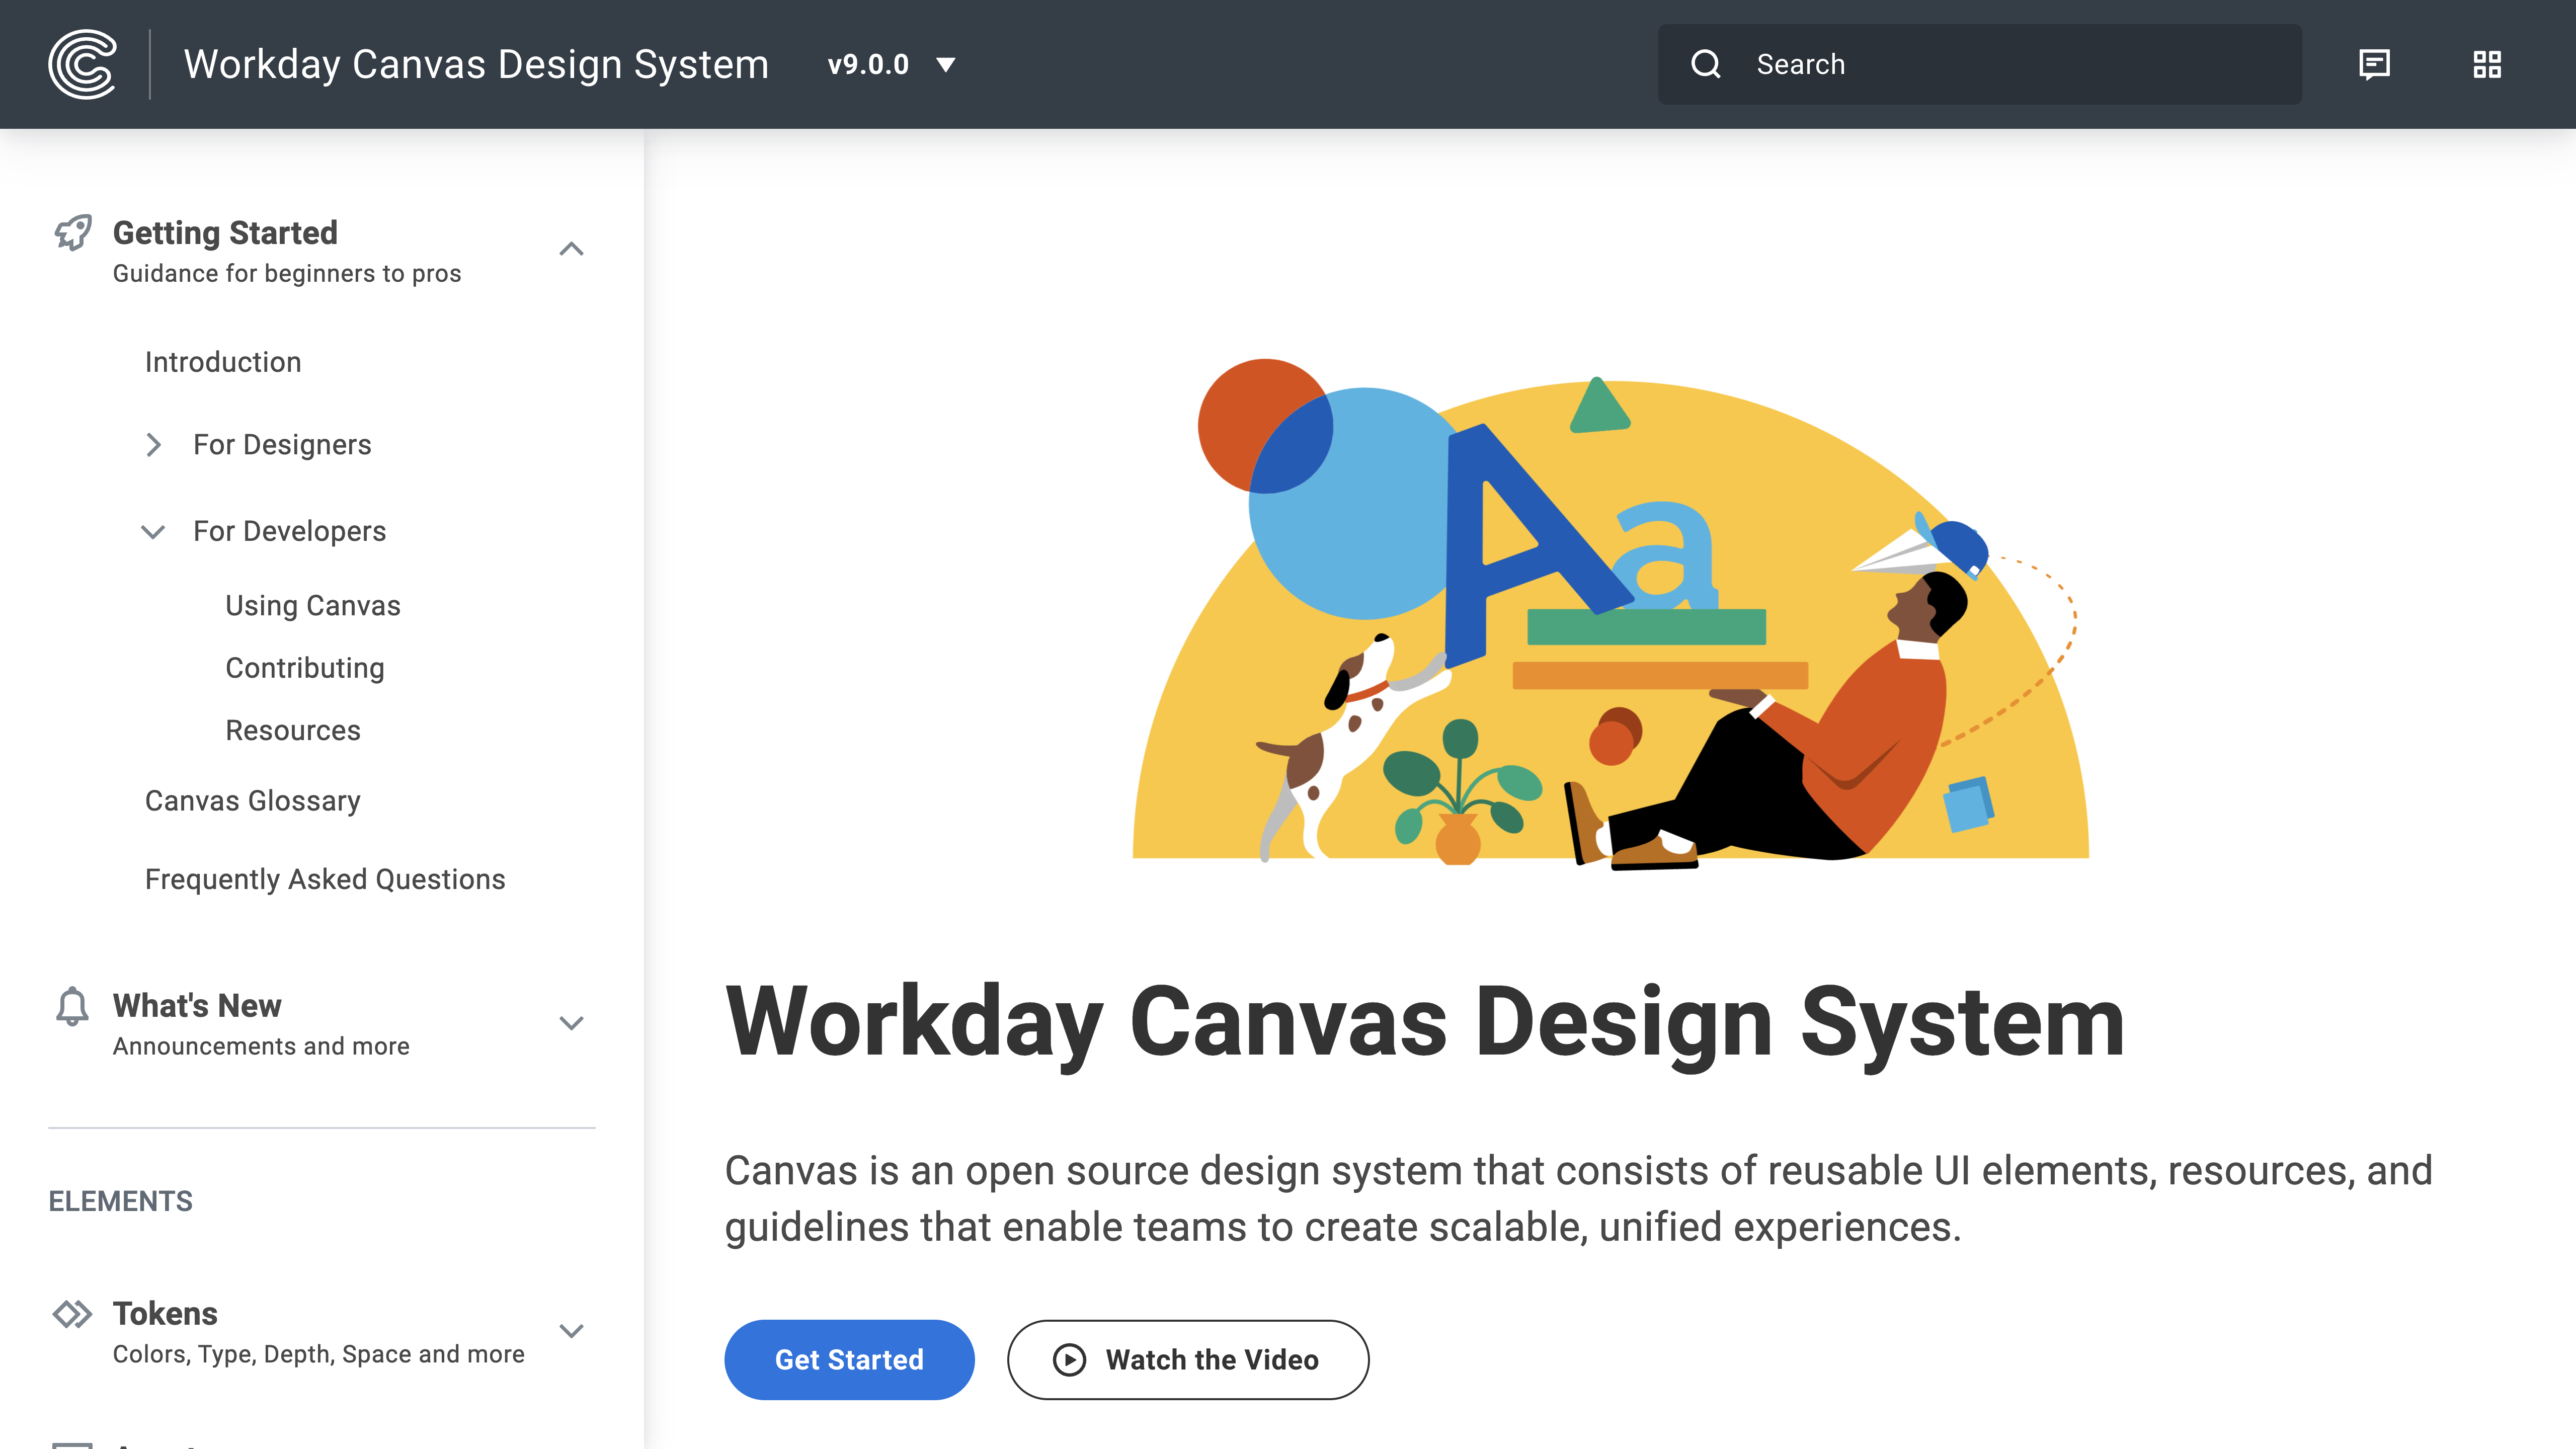 Workday Canvas Design System
v9.0.0
Search
Getting Started
Guidance for beginners to pros
Introduction
For Designers
For Developers
Using Canvas
Contributing
Resources
Canvas Glossary
Frequently Asked Questions
What's New
Announcements and more
ELEMENTS
Tokens
Colors, Type, Depth, Space and more
A a
Workday Canvas Design System
Canvas is an open source design system that consists of reusable UI elements, resources, and
guidelines that enable teams to create scalable, unified experiences.
Get Started
Watch the Video